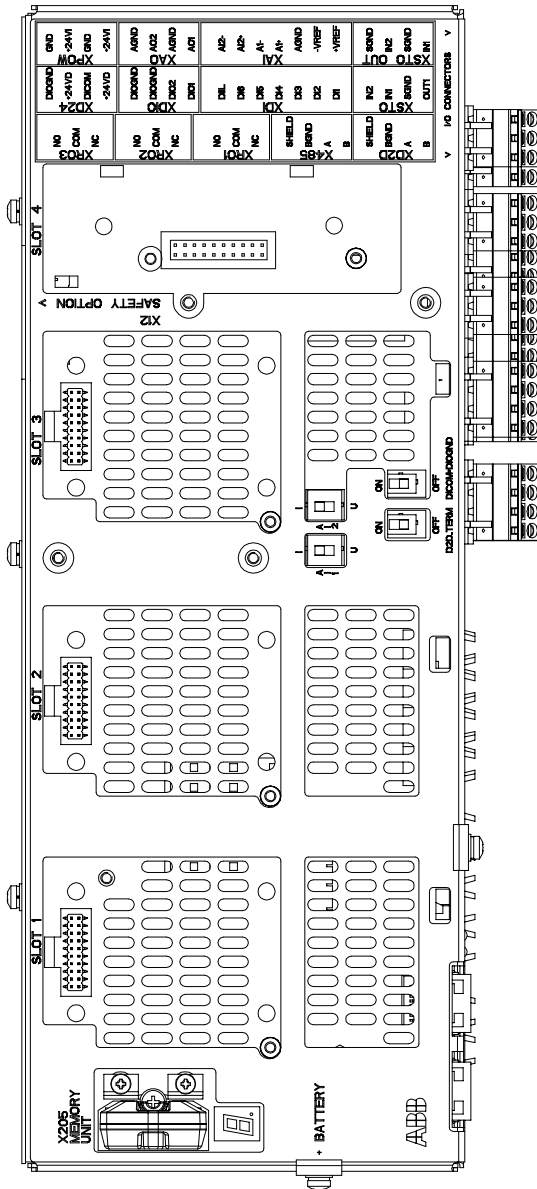 GND
+24VI
GND
+24VI
XPOW
AGND
AO2
AGND
AO1
XAO
AI2-
AI2+
AI1-
AI1+
AGND
-VREF
+VREF
XAI
SGND
IN2
SGND
IN1
XSTO OUT
DIOGND
+24VD
DICOM
+24VD
XD24
DIOGND
DIOGND
DIO2
DIO1
XDIO
DIIL
DI6
DI5
DI4
DI3
DI2
DI1
XDI
IN2
IN1
SGND
OUT1
XSTO
NO
COM
NC
XRO3
NO
COM
NC
XRO2
NO
COM
NC
XRO1
SHIELD
BGND
A
B
X485
SHIELD
BGND
A
B
XD2D
< I/O CONNECTORS >
SLOT 4
SAFETY OPTION >
X12
SLOT 3
I
AI2
U
I
AI1
U
ON
OFF
ON
OFF
D2D.TERM DICOM-DIOGND
SLOT 2
SLOT 1
X205
MEMORY
UNIT
+ BATTERY
ABB